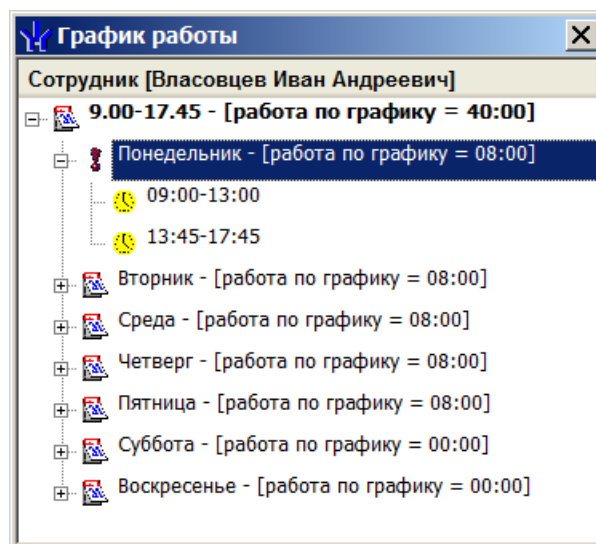 График работы
Сотрудник [Власовцев Иван Андреевич]
9.00-17.45 - [работа по графику = 40:00]
Понедельник - [работа по графику = 08:00]
09:00-13:00
13:45-17:45
Вторник - [работа по графику = 08:00]
Среда - [работа по графику = 08:00]
Четверг - [работа по графику = 08:00]
Пятница - [работа по графику = 08:00]
Суббота - [работа по графику = 00:00]
Воскресенье - [работа по графику = 00:00]